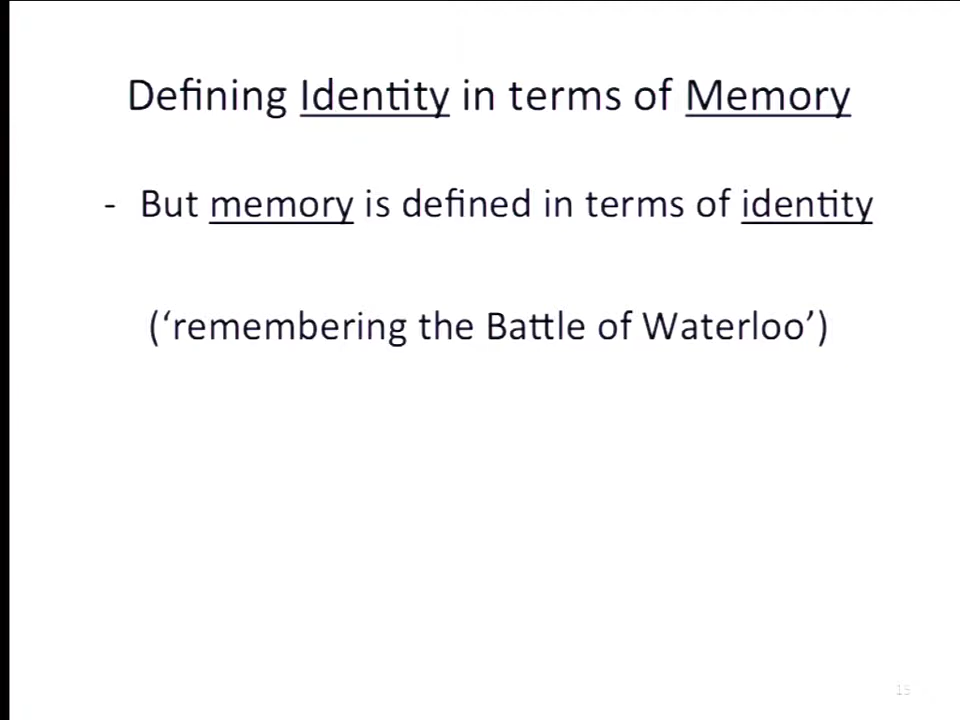 Defining Identity in terms of Memory
- But memory is defined in terms of identity
(‘remembering the Battle of Waterloo’)
15